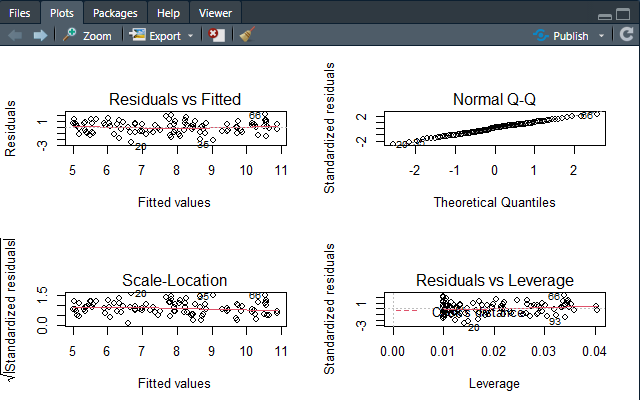 Files Plots Packages Help Viewer
Zoom Export Publish
Residuals vs Fitted
Residuals
1
-3
66
20
35
5 6 7 8 9 10 11
Fitted values
Normal Q-Q
Standardized residuals
2
-2
66
20
-2 -1 0 1 2
Theoretical Quantiles
Scale-Location
√|Standardized residuals|
1.5
0.0
20
66
5 6 7 8 9 10 11
Fitted values
Residuals vs Leverage
Standardized residuals
1
-3
66
Cook's distance
20
93
0.00 0.01 0.02 0.03 0.04
Leverage